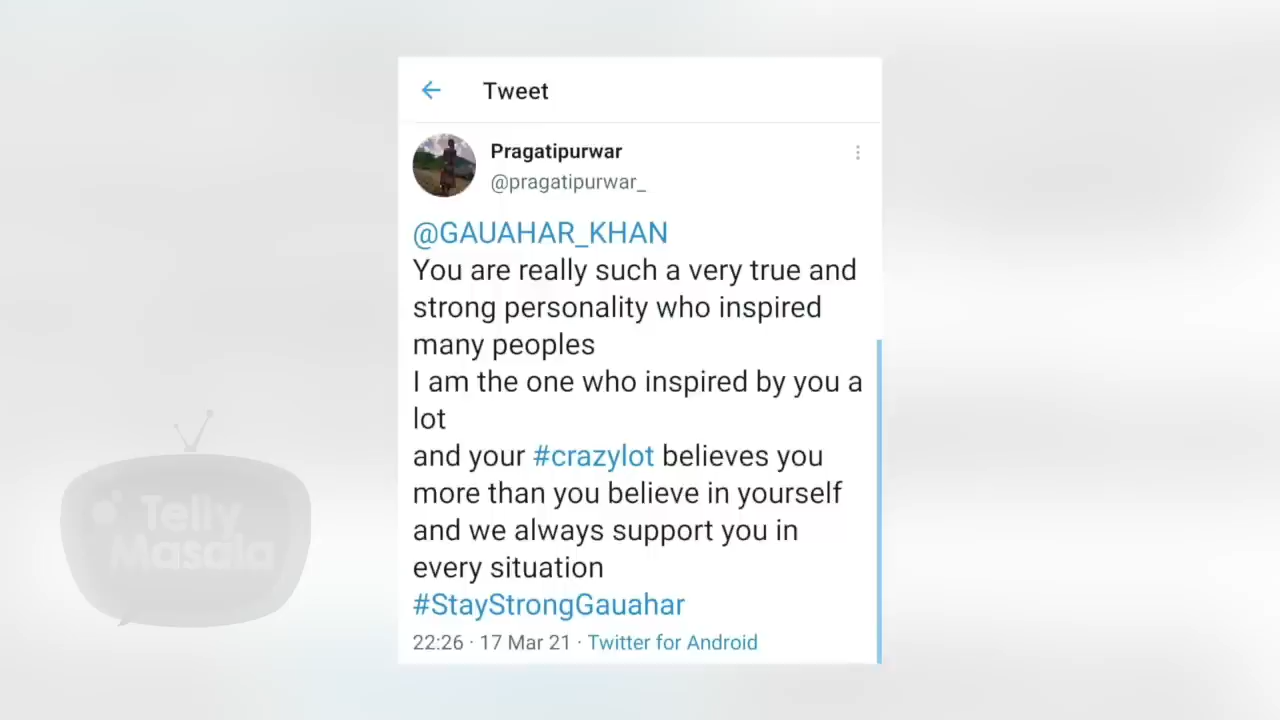 Tweet
Pragatipurwar
@pragatipurwar_
@GAUAHAR_KHAN
You are really such a very true and
strong personality who inspired
many peoples
I am the one who inspired by you a
lot
and your #crazylot believes you
more than you believe in yourself
and we always support you in
every situation
#StayStrongGauahar
22:26 · 17 Mar 21 · Twitter for Android
Telly
Masala